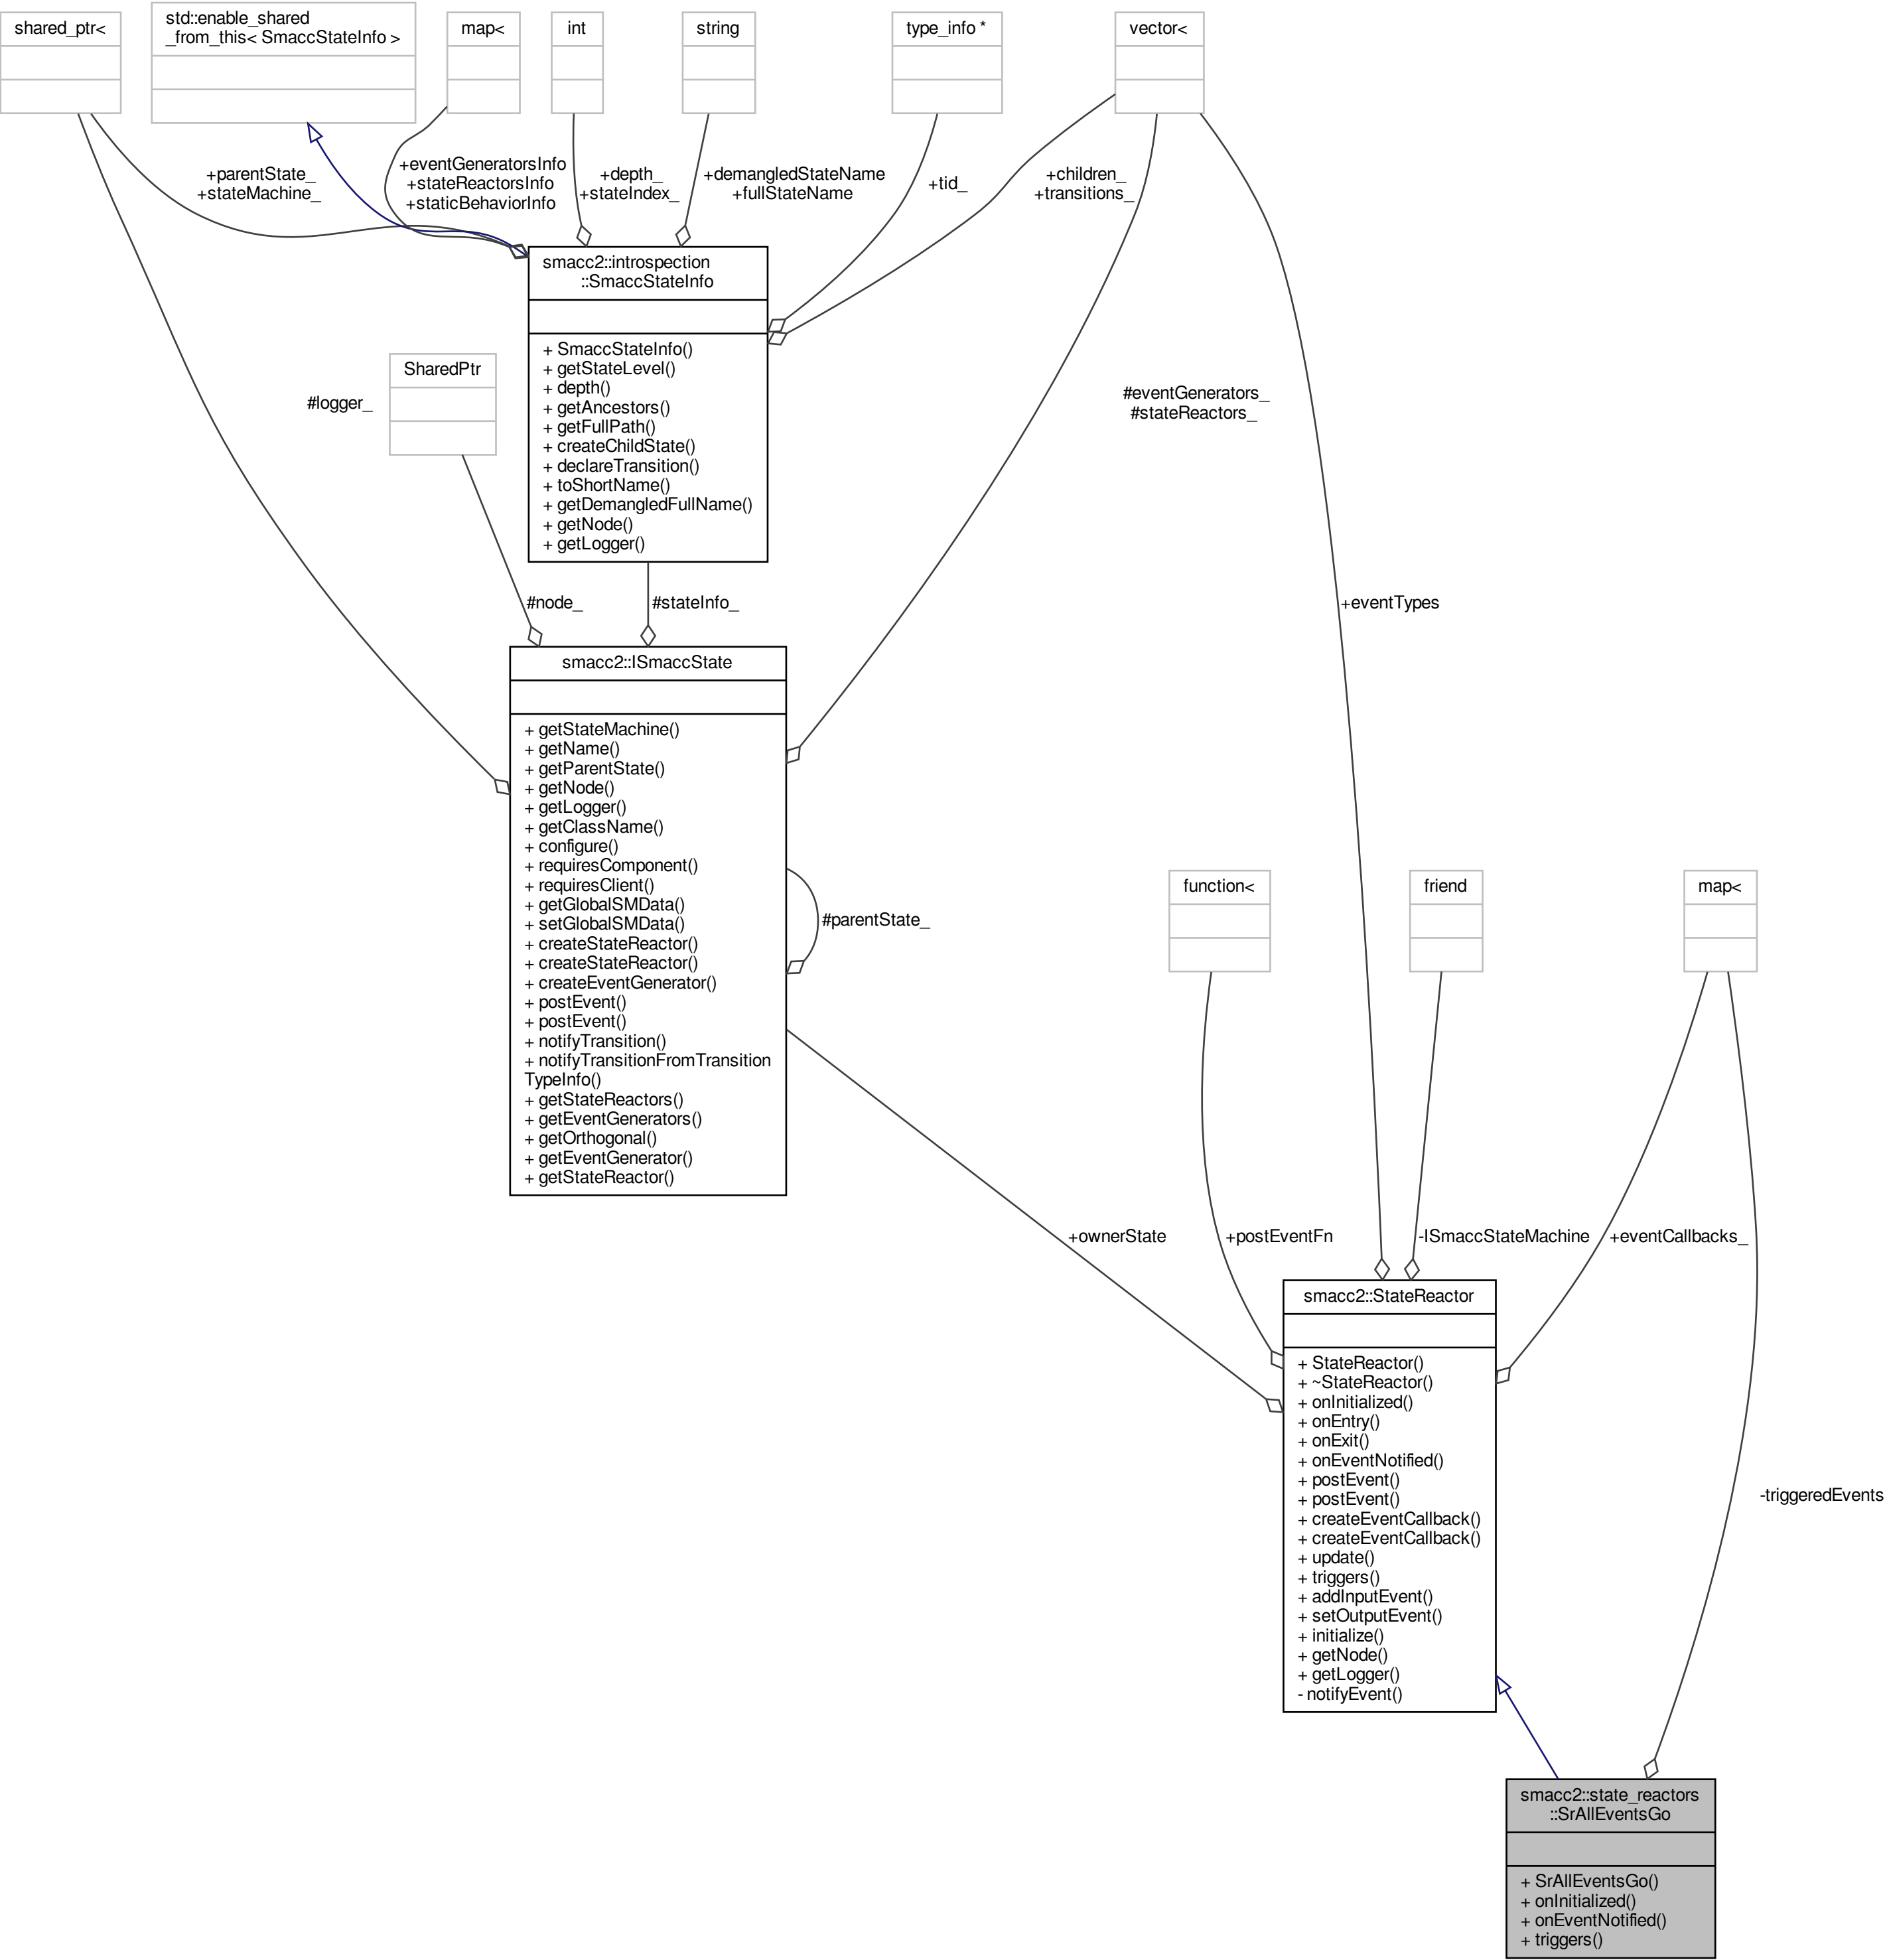 shared_ptr<
std::enable_shared
_from_this< SmaccStateInfo >
map<
int
string
type_info *
vector<
+parentState_
+stateMachine_
+eventGeneratorsInfo
+stateReactorsInfo
+staticBehaviorInfo
+depth_
+stateIndex_
+demangledStateName
+fullStateName
+tid_
+children_
+transitions_
smacc2::introspection
::SmaccStateInfo
+ SmaccStateInfo()
+ getStateLevel()
+ depth()
+ getAncestors()
+ getFullPath()
+ createChildState()
+ declareTransition()
+ toShortName()
+ getDemangledFullName()
+ getNode()
+ getLogger()
SharedPtr
#logger_
#eventGenerators_
#stateReactors_
#node_
#stateInfo_
+eventTypes
smacc2::ISmaccState
+ getStateMachine()
+ getName()
+ getParentState()
+ getNode()
+ getLogger()
+ getClassName()
+ configure()
+ requiresComponent()
+ requiresClient()
+ getGlobalSMData()
+ setGlobalSMData()
+ createStateReactor()
+ createStateReactor()
+ createEventGenerator()
+ postEvent()
+ postEvent()
+ notifyTransition()
+ notifyTransitionFromTransition
TypeInfo()
+ getStateReactors()
+ getEventGenerators()
+ getOrthogonal()
+ getEventGenerator()
+ getStateReactor()
#parentState_
function<
friend
map<
+ownerState
+postEventFn
-ISmaccStateMachine
+eventCallbacks_
smacc2::StateReactor
+ StateReactor()
+ ~StateReactor()
+ onInitialized()
+ onEntry()
+ onExit()
+ onEventNotified()
+ postEvent()
+ postEvent()
+ createEventCallback()
+ createEventCallback()
+ update()
+ triggers()
+ addInputEvent()
+ setOutputEvent()
+ initialize()
+ getNode()
+ getLogger()
- notifyEvent()
-triggeredEvents
smacc2::state_reactors
::SrAllEventsGo
+ SrAllEventsGo()
+ onInitialized()
+ onEventNotified()
+ triggers()